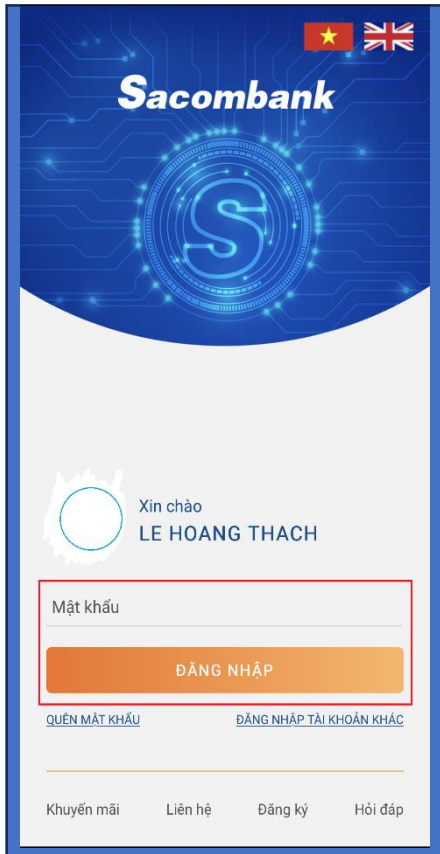 Sacombank
S
Xin chào
LE HOANG THACH
Mật khẩu
ĐĂNG NHẬP
QUÊN MẬT KHẨU ĐĂNG NHẬP TÀI KHOẢN KHÁC
Khuyến mãi Liên hệ Đăng ký Hỏi đáp